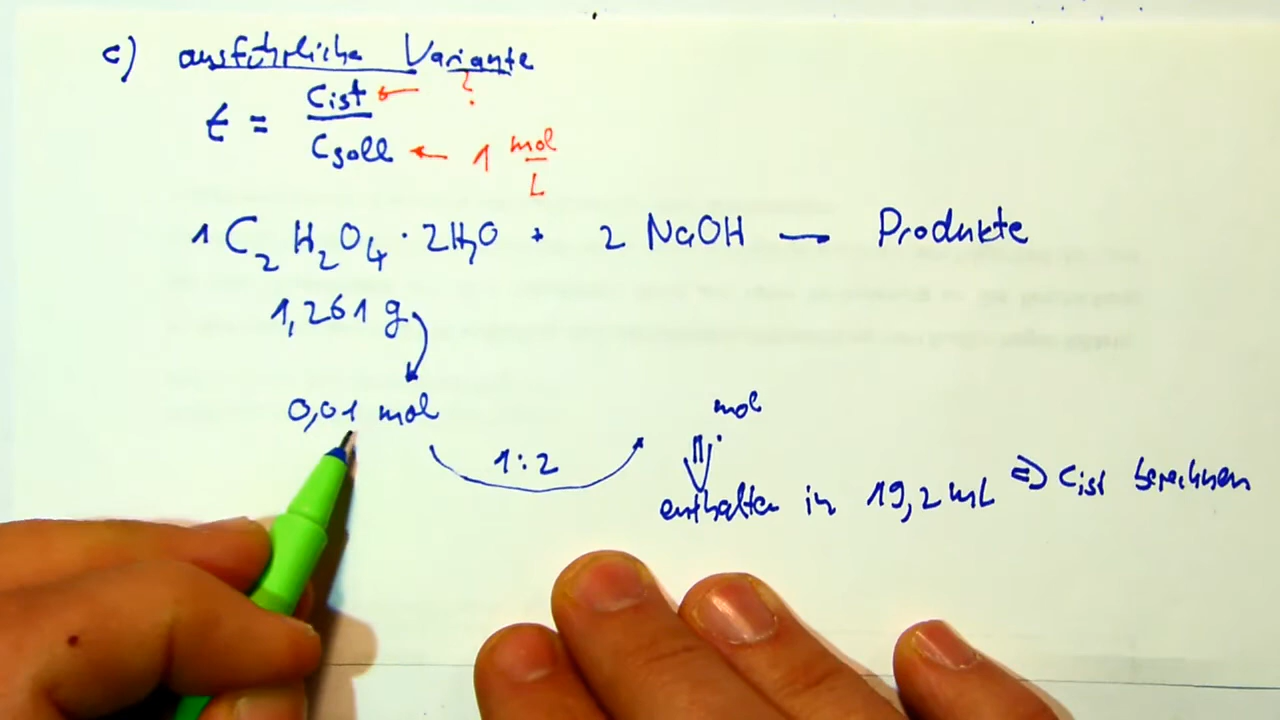 c) ausführliche Variante
t = Cist / Csoll ← ?
← 1 mol/L
1 C₂H₂O₄ · 2H₂O + 2 NaOH → Produkte
1,261 g
0,01 mol
mol
1:2
enthalten in 19,2 mL ⇒ Cist berechnen